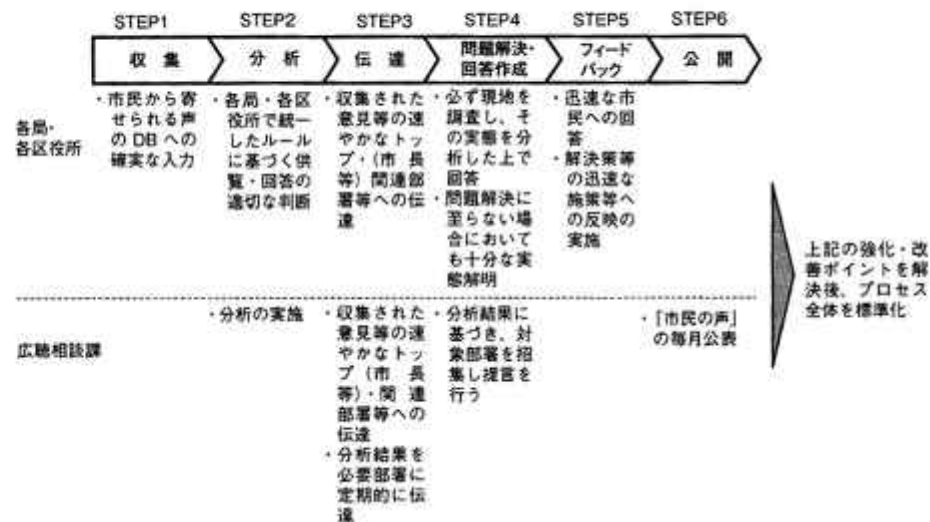 STEP1
STEP2
STEP3
STEP4
STEP5
STEP6
収 集
分 析
伝 達
問題解決・
回答作成
フィード
バック
公 開
各局・
各区役所
・市民から寄
せられる声
の DB への
確実な入力
・各局・各区
役所で統一
したルール
に基づく供
覧・回答の
適切な判断
・収集された
意見等の速
やかなトッ
プ・(市 長
等) 関連部
署等への伝
達
・必ず現地を
調査し、そ
の実態を分
析した上で
回答
・問題解決に
至らない場
合において
も十分な実
態解明
・迅速な市
民への回
答
・解決策等
の迅速な
施策等へ
の反映の
実施
上記の強化・改
善ポイントを解
決後、プロセス
全体を標準化
広聴相談課
・分析の実施
・収集された
意見等の速
やかなトッ
プ (市 長
等)・関 連
部署等への
伝達
・分析結果を
必要部署に
定期的に伝
達
・分析結果に
基づき、対
象部署を招
集し提言を
行う
・「市民の声」
の毎月公表